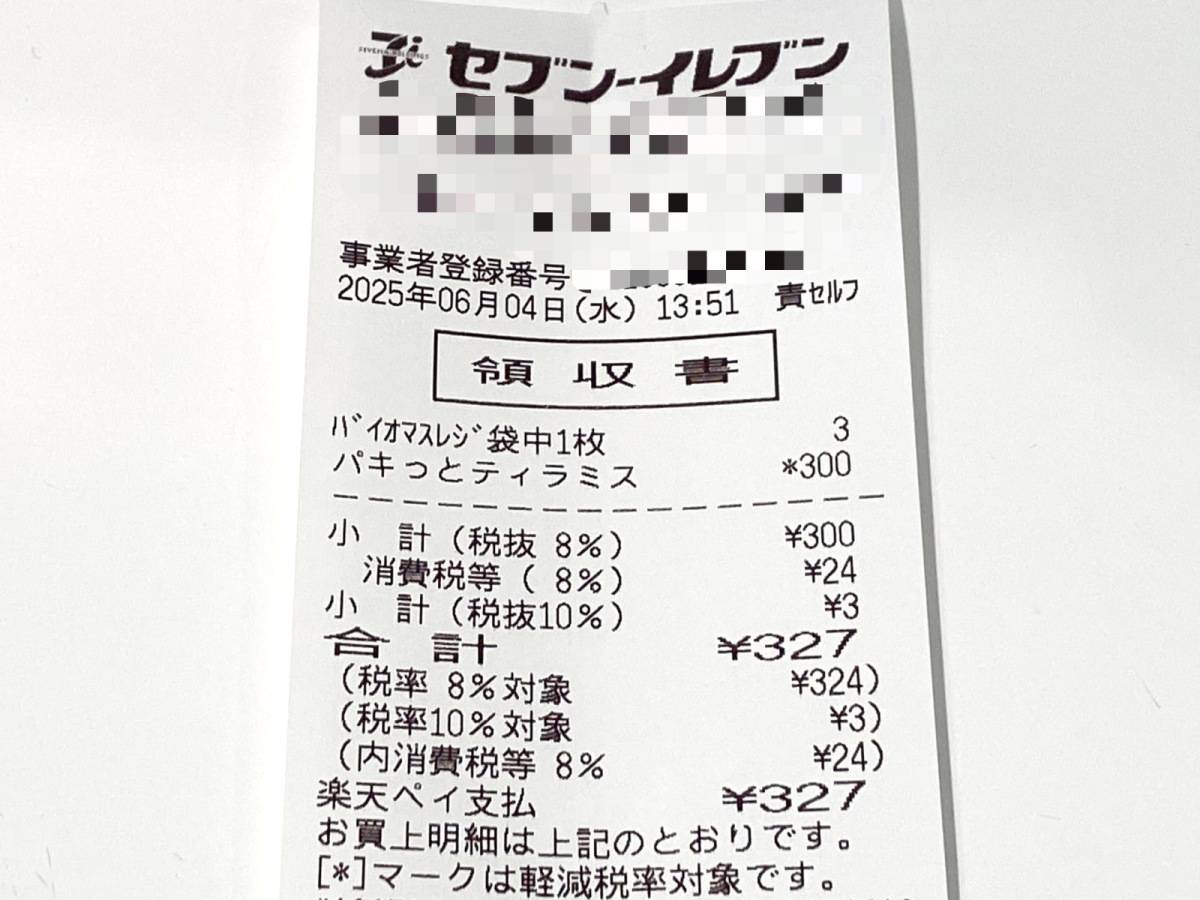 セブン-イレブン
事業者登録番号
2025年06月04日(水) 13:51 責セルフ
領収書
バイオマスレジ袋中1枚 3
パキっとティラミス *300
小 計(税抜 8%) ¥300
消費税等( 8%) ¥24
小 計(税抜10%) ¥3
合 計 ¥327
(税率 8%対象 ¥324)
(税率10%対象 ¥3)
(内消費税等 8% ¥24)
楽天ペイ支払 ¥327
お買上明細は上記のとおりです。
[*]マークは軽減税率対象です。